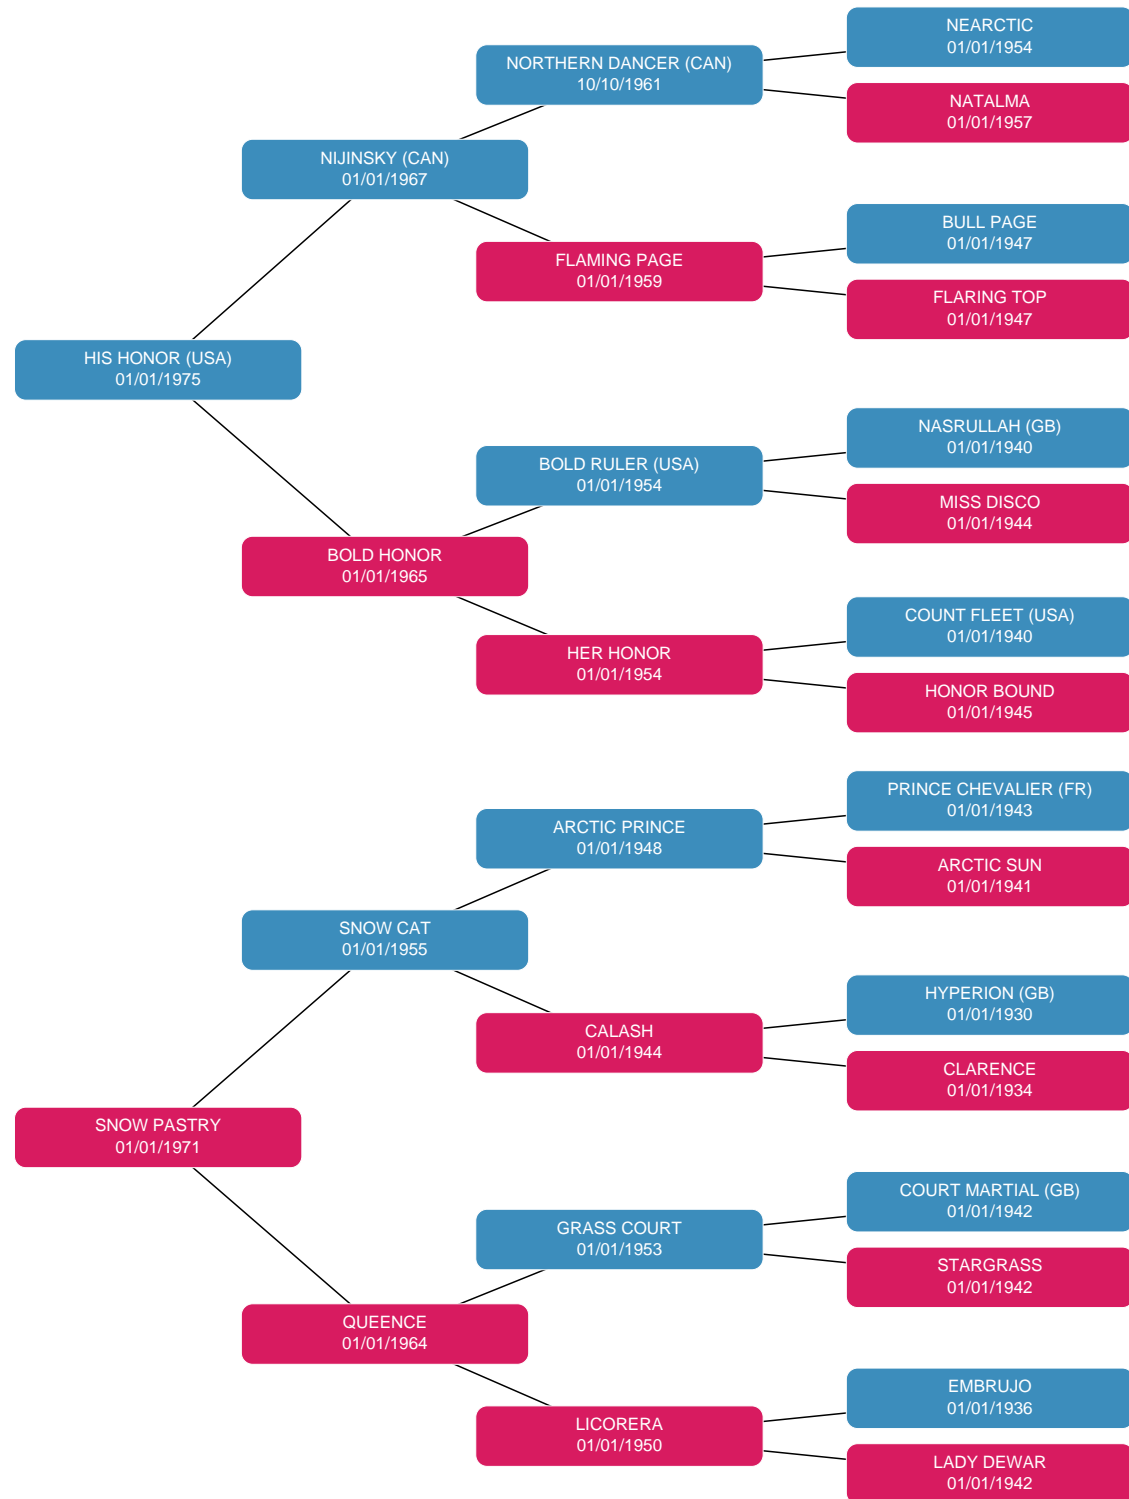 NEARCTIC
01/01/1954
NORTHERN DANCER (CAN)
10/10/1961
NATALMA
01/01/1957
NIJINSKY (CAN)
01/01/1967
BULL PAGE
01/01/1947
FLAMING PAGE
01/01/1959
FLARING TOP
01/01/1947
HIS HONOR (USA)
01/01/1975
NASRULLAH (GB)
01/01/1940
BOLD RULER (USA)
01/01/1954
MISS DISCO
01/01/1944
BOLD HONOR
01/01/1965
COUNT FLEET (USA)
01/01/1940
HER HONOR
01/01/1954
HONOR BOUND
01/01/1945
PRINCE CHEVALIER (FR)
01/01/1943
ARCTIC PRINCE
01/01/1948
ARCTIC SUN
01/01/1941
SNOW CAT
01/01/1955
HYPERION (GB)
01/01/1930
CALASH
01/01/1944
CLARENCE
01/01/1934
SNOW PASTRY
01/01/1971
COURT MARTIAL (GB)
01/01/1942
GRASS COURT
01/01/1953
STARGRASS
01/01/1942
QUEENCE
01/01/1964
EMBRUJO
01/01/1936
LICORERA
01/01/1950
LADY DEWAR
01/01/1942